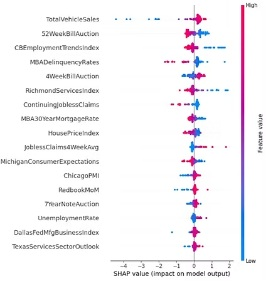 High
TotalVehicleSales
52WeekBillAuction
CBEmploymentTrendsIndex
MBADelinquencyRates
4WeekBillAuction
RichmondServicesIndex
ContinuingJoblessClaims
MBA30YearMortgageRate
HousePriceIndex
JoblessClaims4WeekAvg
MichiganConsumerExpectations
ChicagoPMI
RedbookMoM
7YearNoteAuction
UnemploymentRate
DallasFedMfgBusinessIndex
TexasServicesSectorOutlook
Low
Feature value
−4 −3 −2 −1 0 1 2
SHAP value (impact on model output)